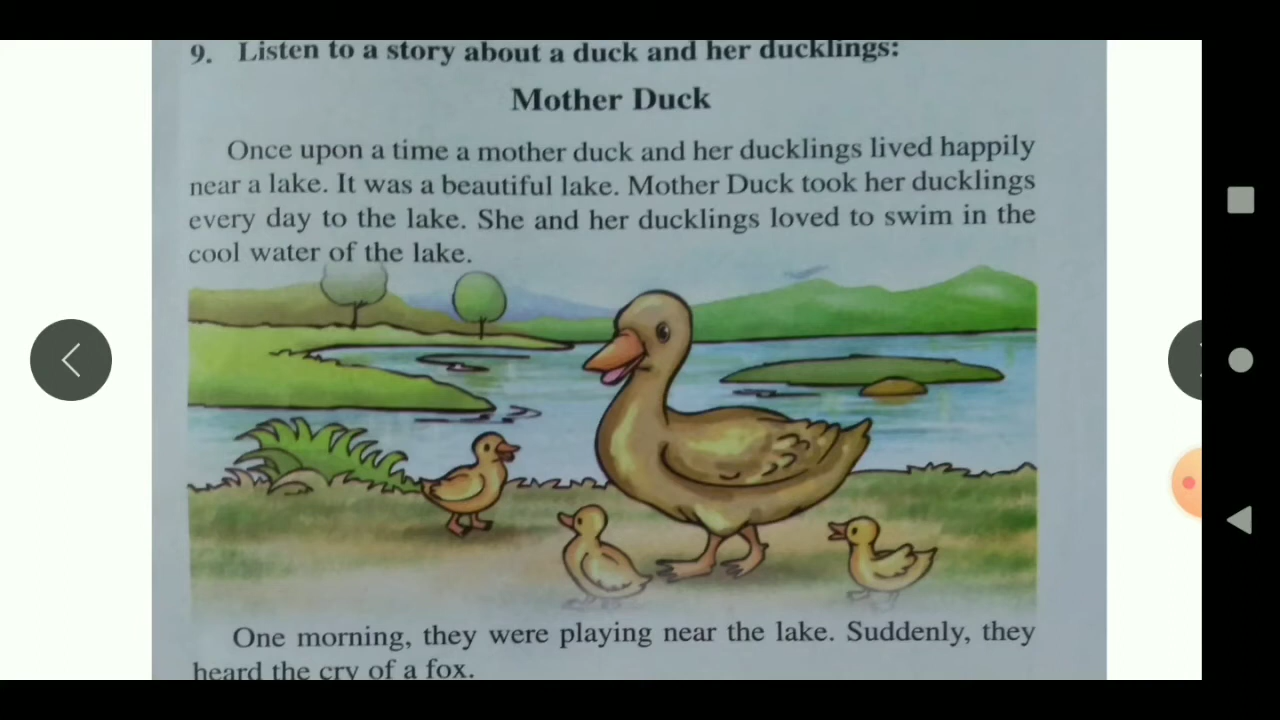 9. Listen to a story about a duck and her ducklings:
Mother Duck
Once upon a time a mother duck and her ducklings lived happily
near a lake. It was a beautiful lake. Mother Duck took her ducklings
every day to the lake. She and her ducklings loved to swim in the
cool water of the lake.
One morning, they were playing near the lake. Suddenly, they
heard the cry of a fox.